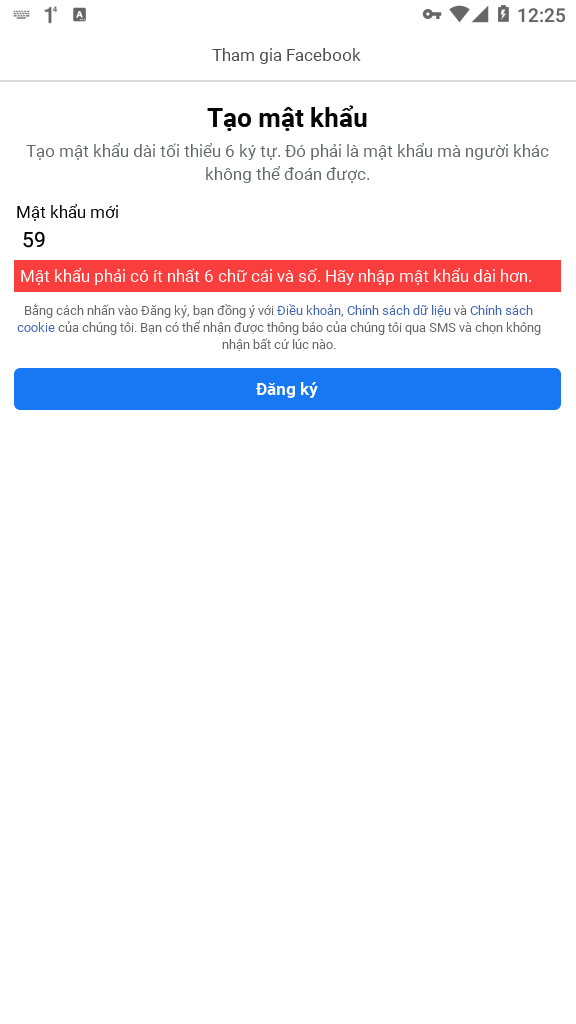 12:25
Tham gia Facebook
Tạo mật khẩu
Tạo mật khẩu dài tối thiểu 6 ký tự. Đó phải là mật khẩu mà người khác
không thể đoán được.
Mật khẩu mới
59
Mật khẩu phải có ít nhất 6 chữ cái và số. Hãy nhập mật khẩu dài hơn.
Bằng cách nhấn vào Đăng ký, bạn đồng ý với Điều khoản, Chính sách dữ liệu và Chính sách
cookie của chúng tôi. Bạn có thể nhận được thông báo của chúng tôi qua SMS và chọn không
nhận bất cứ lúc nào.
Đăng ký